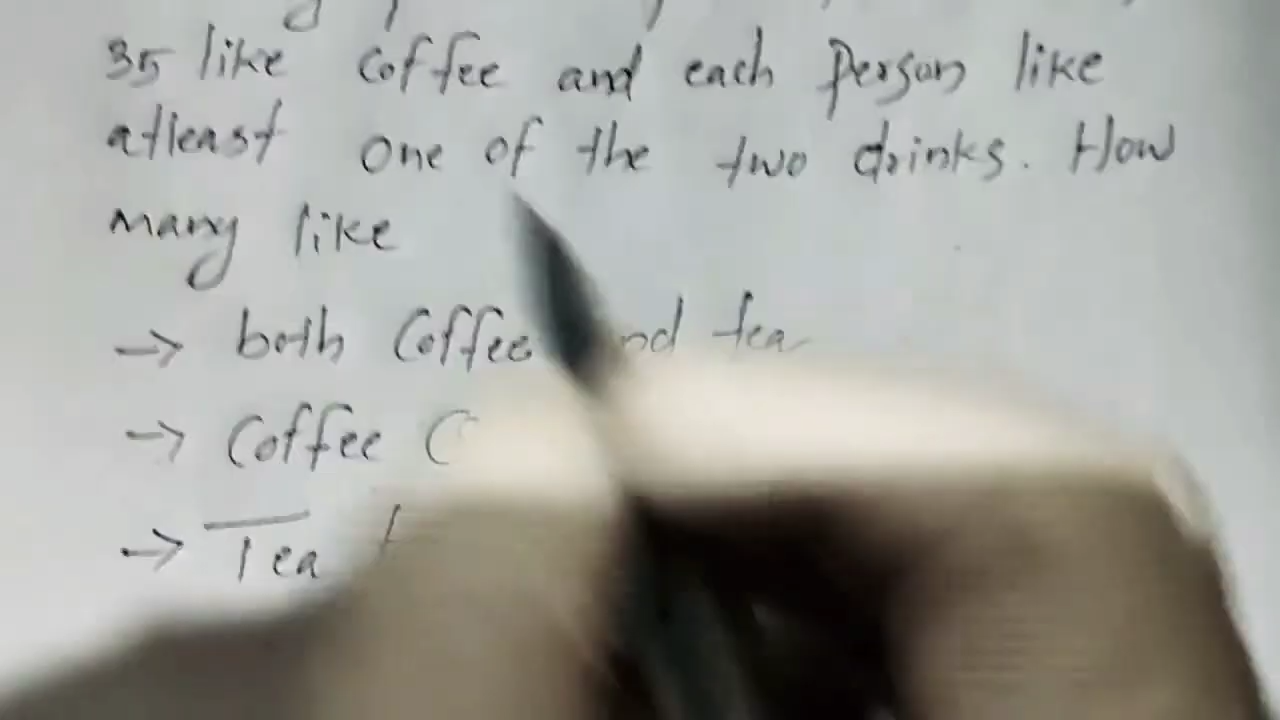 35 like coffee and each Person like
atleast one of the two drinks. How
many like
→ both Coffee and tea
→ Coffee
→ Tea